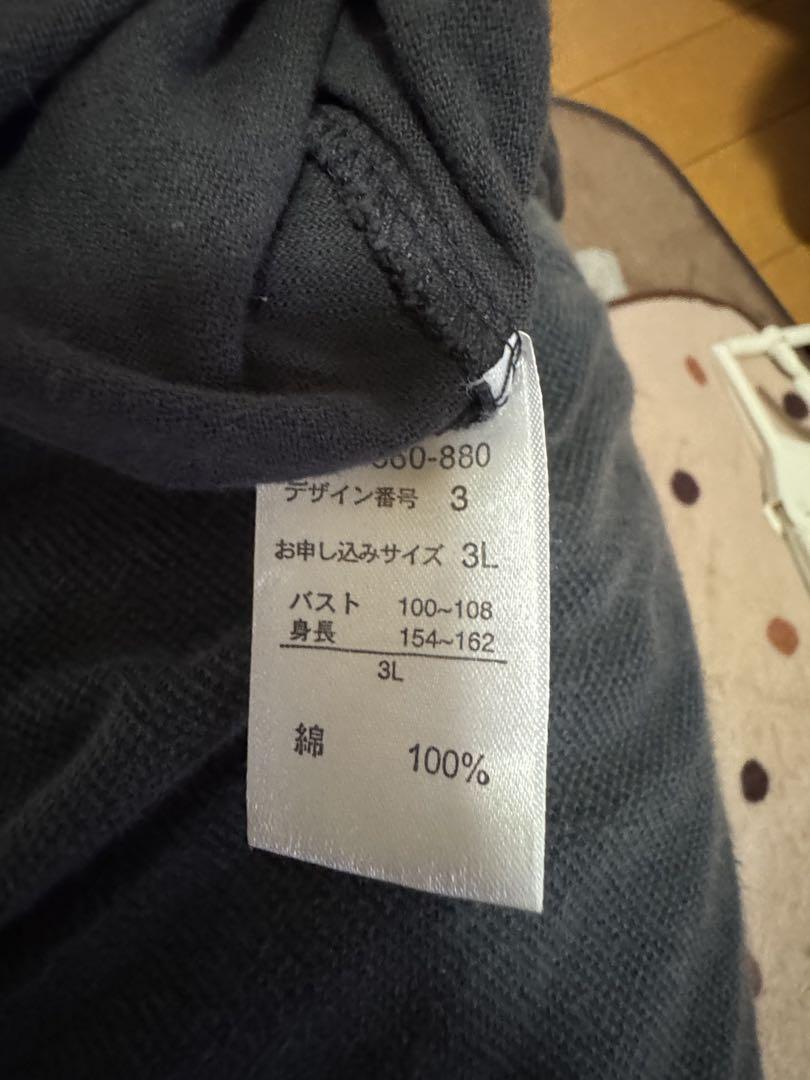 60-880
デザイン番号 3
お申し込みサイズ 3L
バスト 100~108
身長 154~162
3L
綿 100%